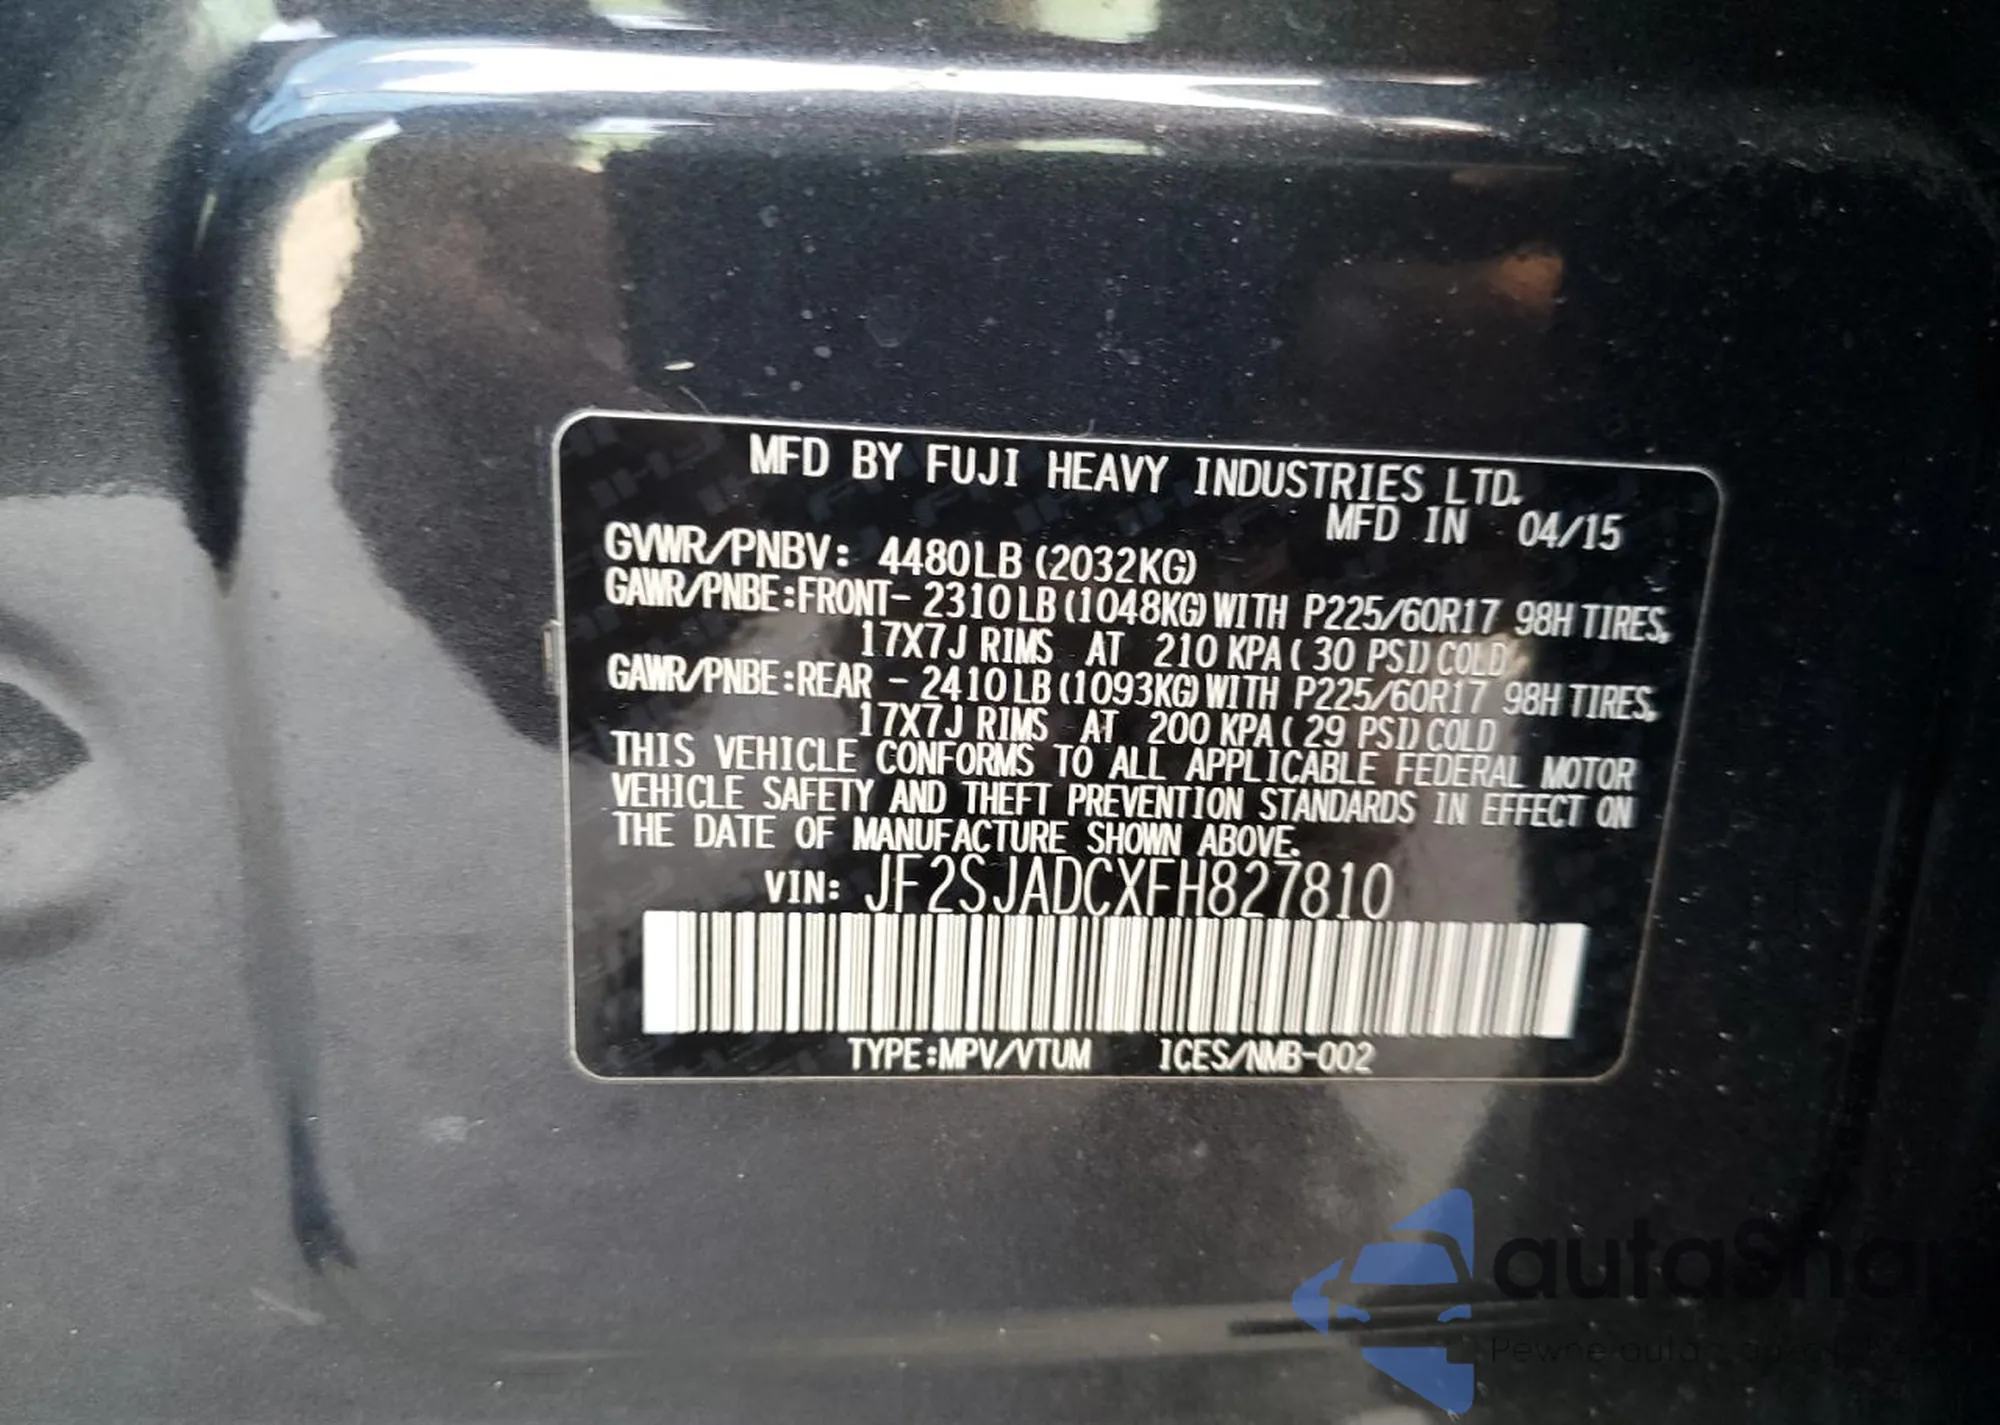 MFD BY FUJI HEAVY INDUSTRIES LTD.
MFD IN 04/15
GVWR/PNBV: 4480LB (2032KG)
GAWR/PNBE:FRONT- 2310LB(1048KG)WITH P225/60R17 98H TIRES,
17X7J RIMS AT 210 KPA( 30 PSI)COLD
GAWR/PNBE:REAR - 2410LB(1093KG)WITH P225/60R17 98H TIRES,
17X7J RIMS AT 200 KPA( 29 PSI)COLD
THIS VEHICLE CONFORMS TO ALL APPLICABLE FEDERAL MOTOR
VEHICLE SAFETY AND THEFT PREVENTION STANDARDS IN EFFECT ON
THE DATE OF MANUFACTURE SHOWN ABOVE.
VIN: JF2SJADCXFH827810
TYPE:MPV/VTUM ICES/NMB-002
autaSha
Pewne auta